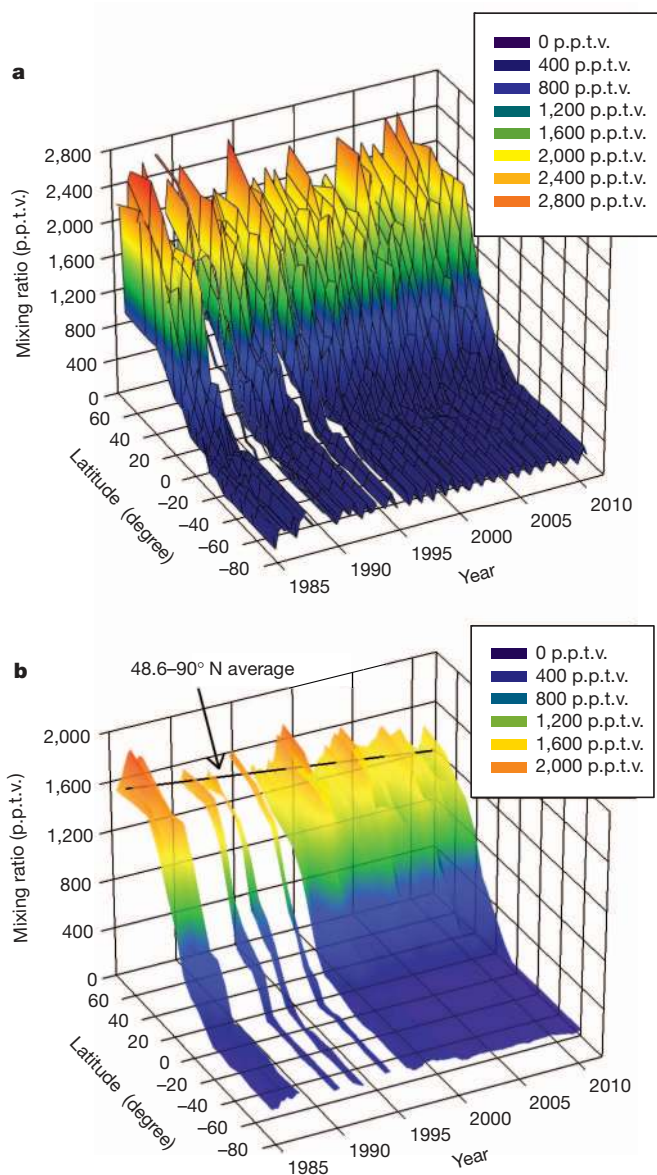 a
0 p.p.t.v.
400 p.p.t.v.
800 p.p.t.v.
1,200 p.p.t.v.
1,600 p.p.t.v.
2,000 p.p.t.v.
2,400 p.p.t.v.
2,800 p.p.t.v.
Mixing ratio (p.p.t.v.)
2,800
2,400
2,000
1,600
1,200
800
400
0
60
40
20
0
−20
−40
−60
−80
Latitude (degree)
1985
1990
1995
2000
2005
2010
Year
b
48.6–90° N average
0 p.p.t.v.
400 p.p.t.v.
800 p.p.t.v.
1,200 p.p.t.v.
1,600 p.p.t.v.
2,000 p.p.t.v.
Mixing ratio (p.p.t.v.)
2,000
1,600
1,200
800
400
0
60
40
20
0
−20
−40
−60
−80
Latitude (degree)
1985
1990
1995
2000
2005
2010
Year